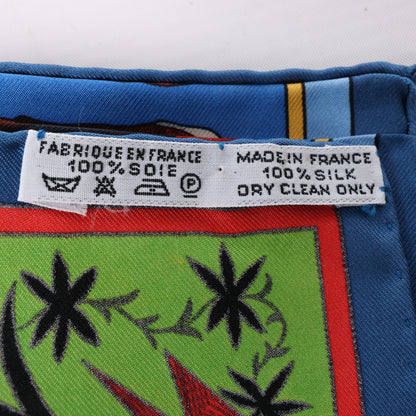 FABRIQUE EN FRANCE
100% SOIE
P
MADE IN FRANCE
100% SILK
DRY CLEAN ONLY